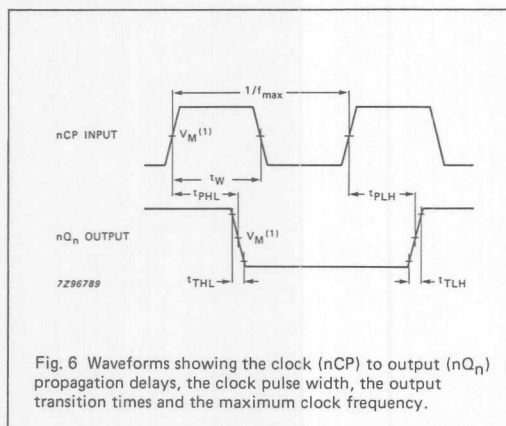 1/fmax
nCP INPUT
VM(1)
tW
tPHL
tPLH
nQn OUTPUT
VM(1)
7Z96789
tTHL
tTLH
Fig. 6 Waveforms showing the clock (nCP) to output (nQn)
propagation delays, the clock pulse width, the output
transition times and the maximum clock frequency.